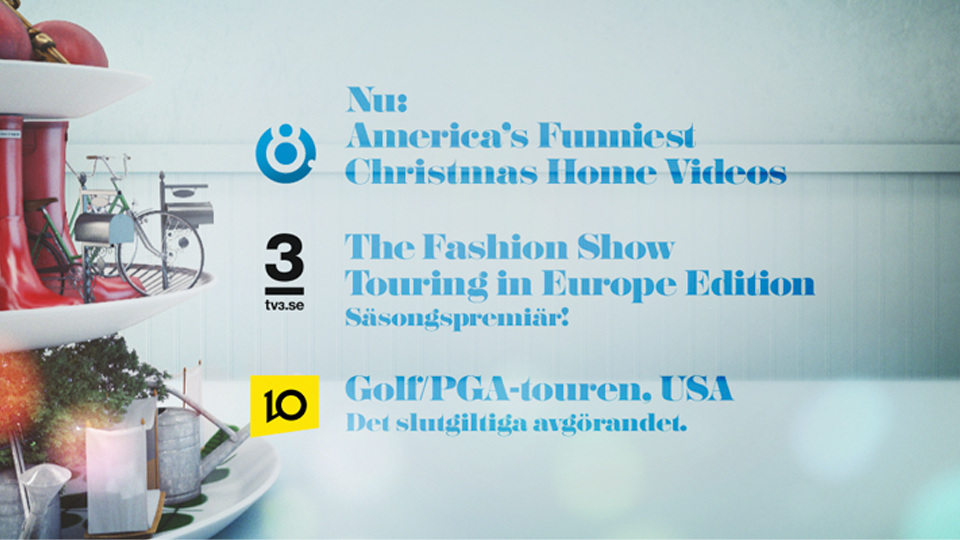 Nu:
America's Funniest
Christmas Home Videos
8
3
tv3.se
The Fashion Show
Touring in Europe Edition
Säsongspremiär!
10
Golf/PGA-touren, USA
Det slutgiltiga avgörandet.